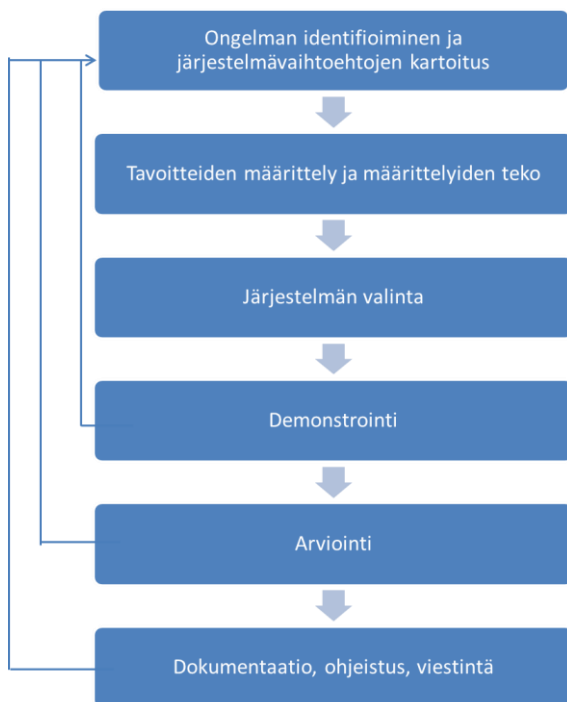 Ongelman identifioiminen ja
järjestelmävaihtoehtojen kartoitus
Tavoitteiden määrittely ja määrittelyiden teko
Järjestelmän valinta
Demonstrointi
Arviointi
Dokumentaatio, ohjeistus, viestintä